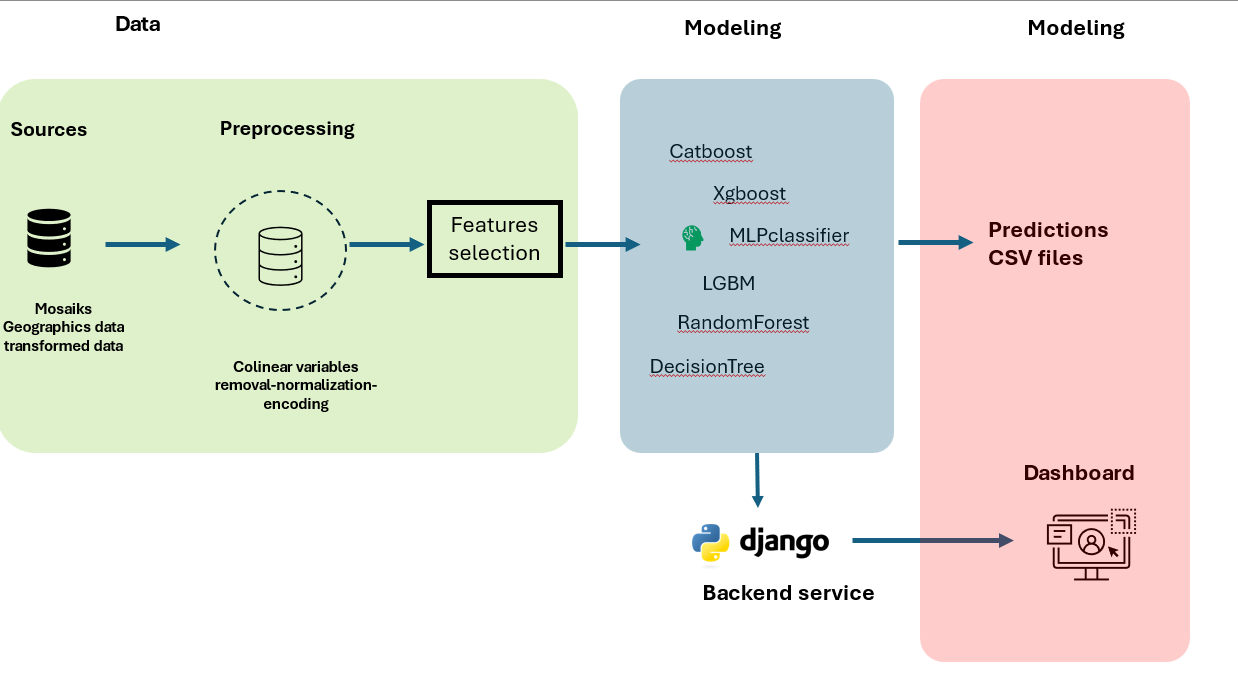 Data
Modeling
Modeling
Sources
Preprocessing
Mosaiks
Geographics data
transformed data
Colinear variables
removal-normalization-
encoding
Features
selection
Catboost
Xgboost
MLPclassifier
LGBM
RandomForest
DecisionTree
Predictions
CSV files
django
Backend service
Dashboard